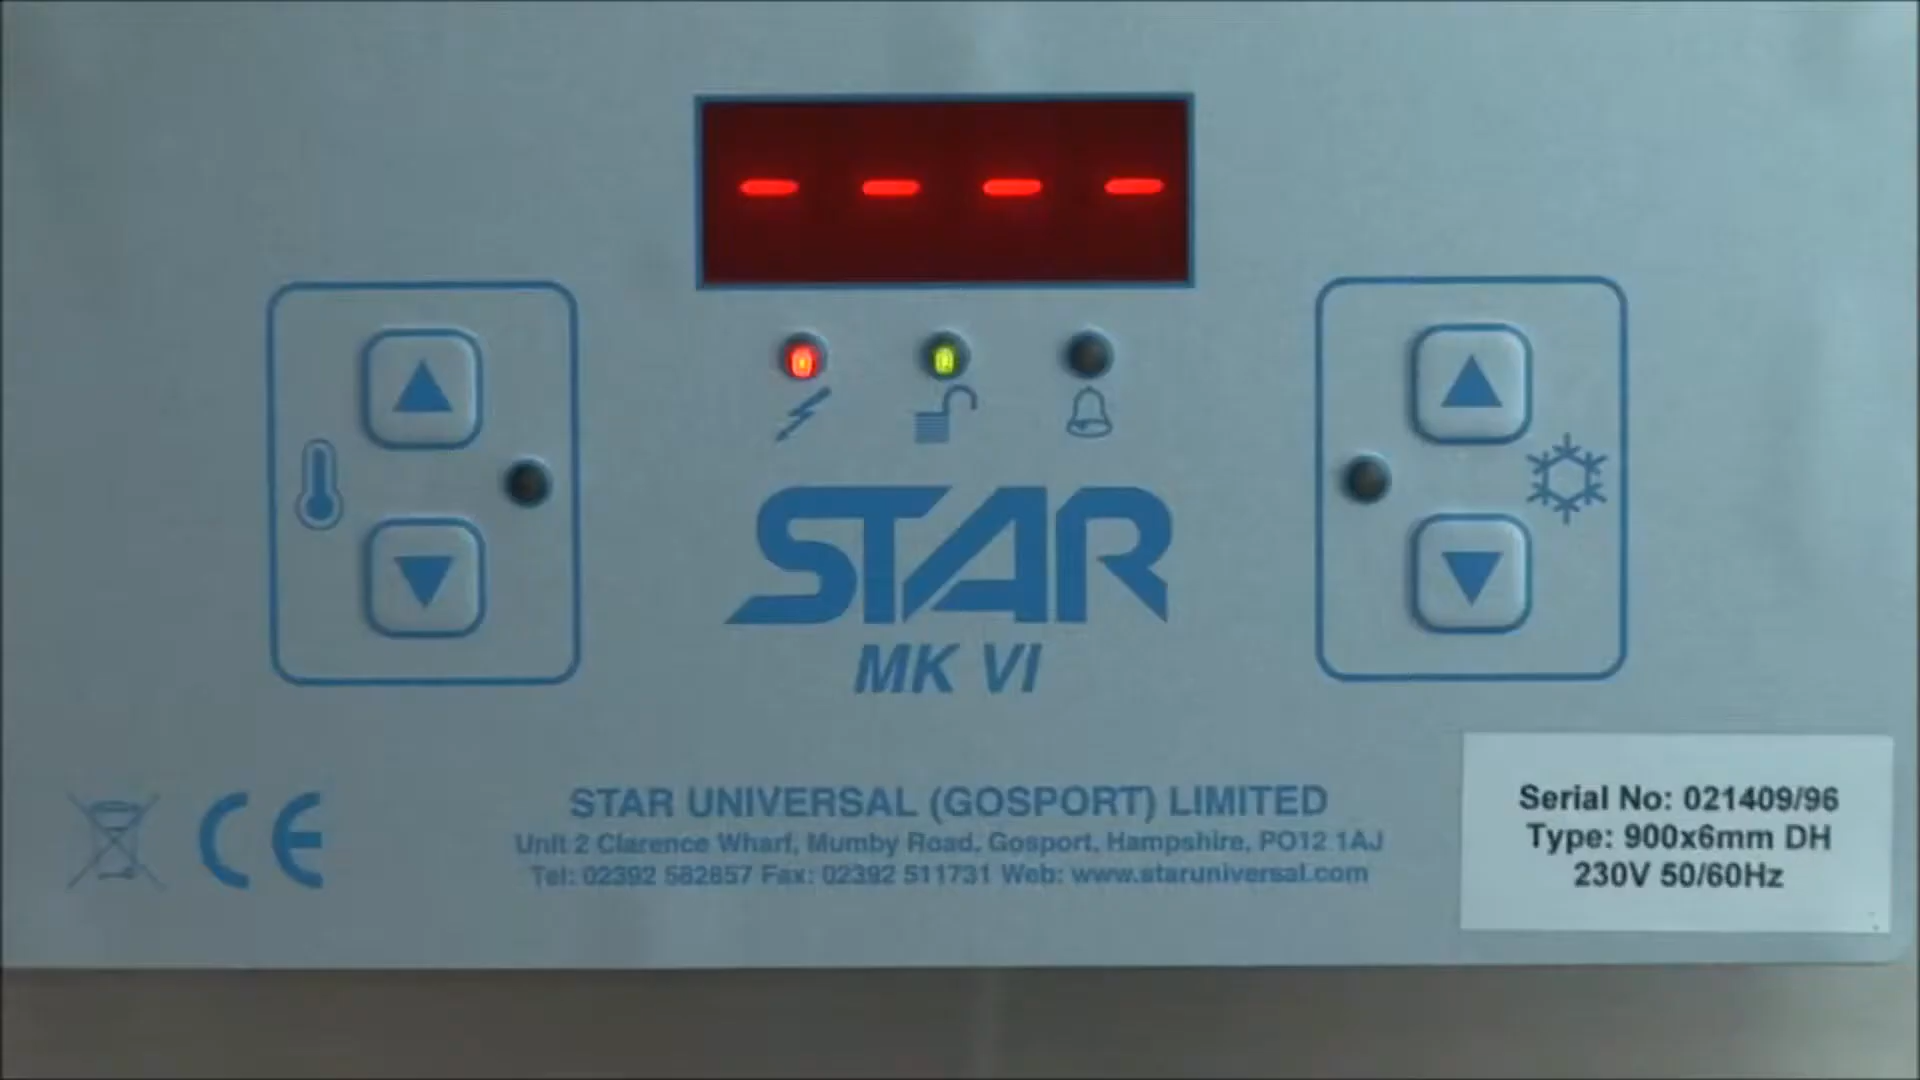 - - - -
STAR
MK VI
CE
STAR UNIVERSAL (GOSPORT) LIMITED
Unit 2 Clarence Wharf, Mumby Road, Gosport, Hampshire, PO12 1AJ
Tel: 02392 582857 Fax: 02392 511731 Web: www.staruniversal.com
Serial No: 021409/96
Type: 900x6mm DH
230V 50/60Hz